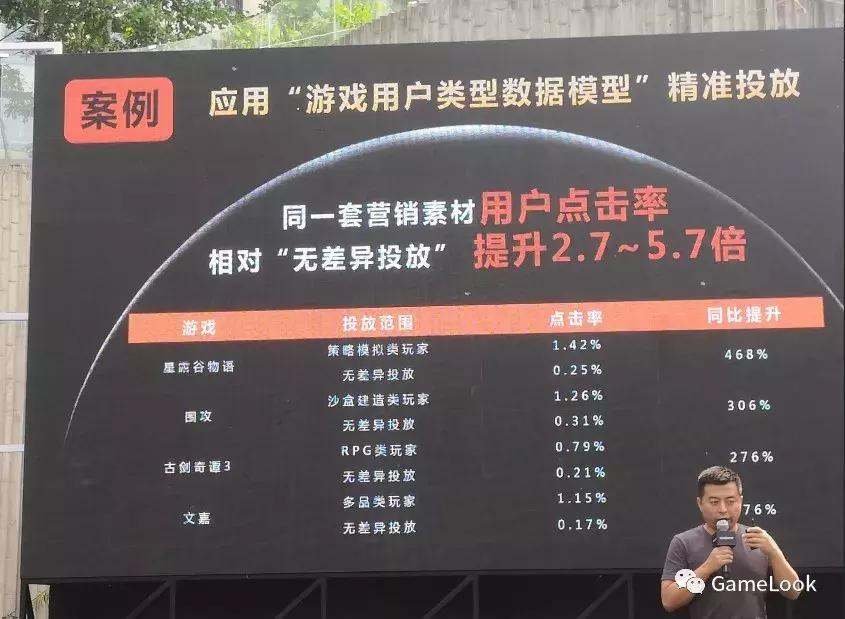 案例
应用“游戏用户类型数据模型”精准投放
同一套营销素材用户点击率
相对“无差异投放” 提升2.7~5.7倍
游戏 投放范围 点击率 同比提升
星露谷物语 策略模拟类玩家 1.42% 468%
无差异投放 0.25%
围攻 沙盒建造类玩家 1.26% 306%
无差异投放 0.31%
古剑奇谭3 RPG类玩家 0.79% 276%
无差异投放 0.21%
文嘉 多品类玩家 1.15% 76%
无差异投放 0.17%
GameLook